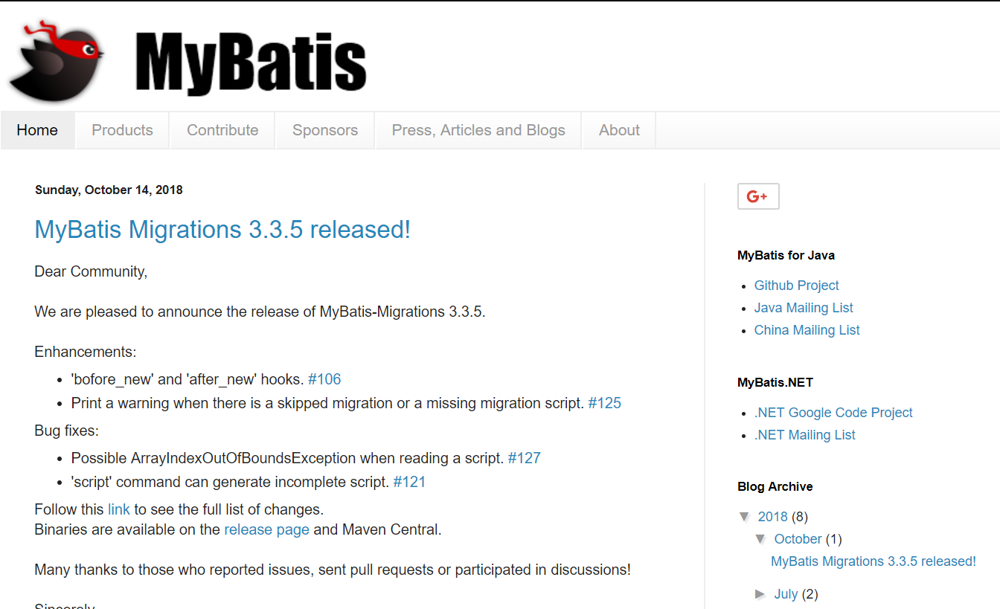 MyBatis
Home
Products
Contribute
Sponsors
Press, Articles and Blogs
About
Sunday, October 14, 2018
MyBatis Migrations 3.3.5 released!
Dear Community,
We are pleased to announce the release of MyBatis-Migrations 3.3.5.
Enhancements:
• 'bofore_new' and 'after_new' hooks. #106
• Print a warning when there is a skipped migration or a missing migration script. #125
Bug fixes:
• Possible ArrayIndexOutOfBoundsException when reading a script. #127
• 'script' command can generate incomplete script. #121
Follow this link to see the full list of changes.
Binaries are available on the release page and Maven Central.
Many thanks to those who reported issues, sent pull requests or participated in discussions!
Sincerely
G+
MyBatis for Java
• Github Project
• Java Mailing List
• China Mailing List
MyBatis.NET
• .NET Google Code Project
• .NET Mailing List
Blog Archive
▼ 2018 (8)
▼ October (1)
MyBatis Migrations 3.3.5 released!
► July (2)